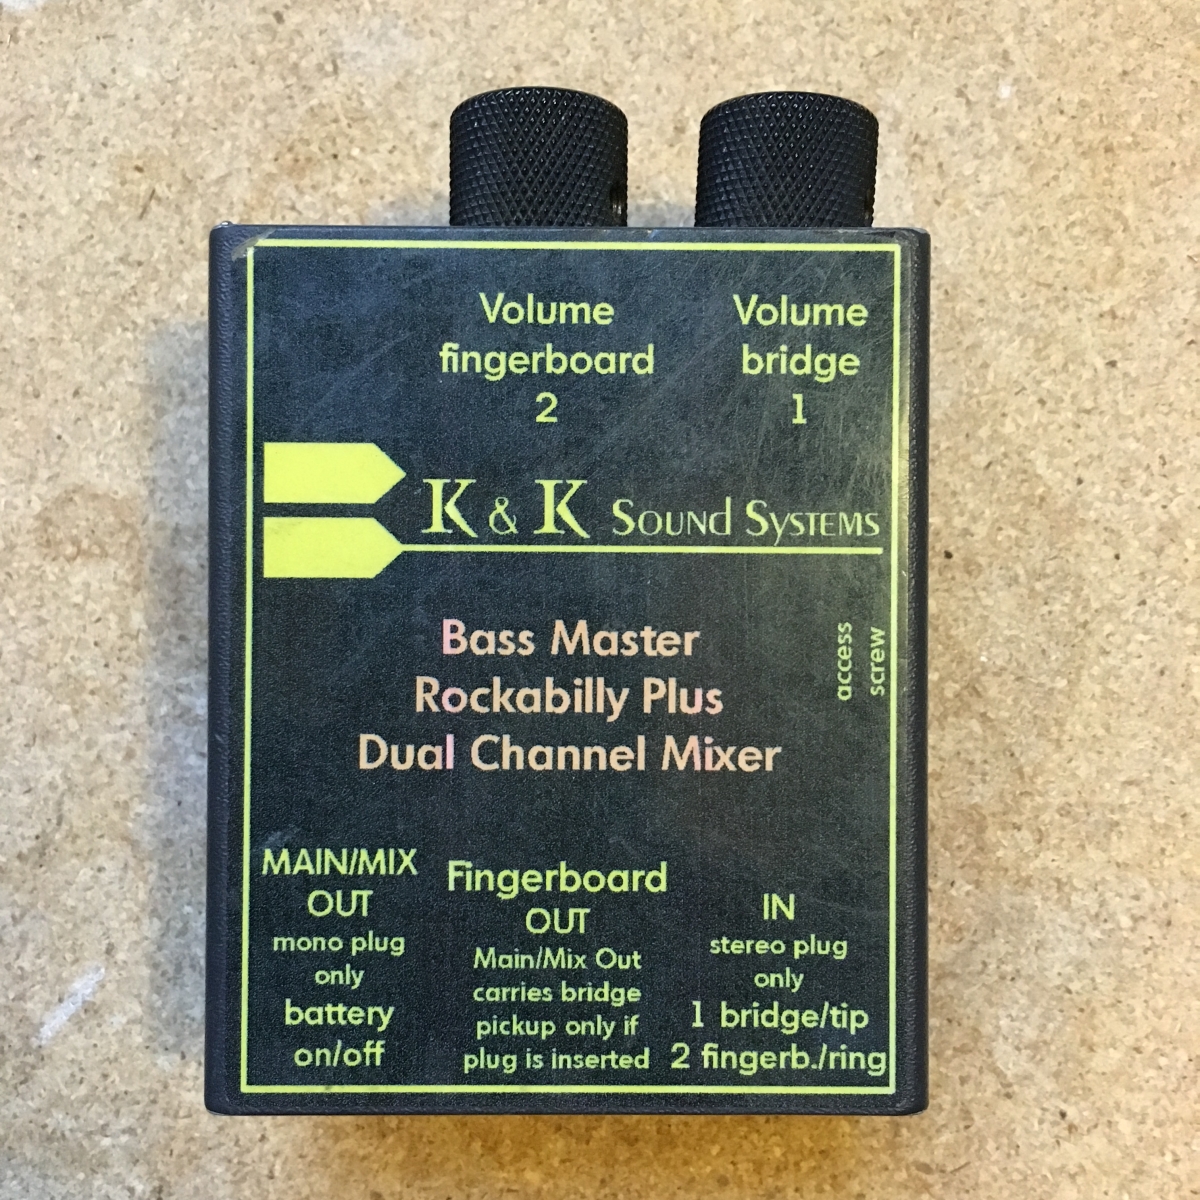 Volume
fingerboard
2
Volume
bridge
1
K & K Sound Systems
access
screw
Bass Master
Rockabilly Plus
Dual Channel Mixer
MAIN/MIX
OUT
mono plug
only
battery
on/off
Fingerboard
OUT
Main/Mix Out
carries bridge
pickup only if
plug is inserted
IN
stereo plug
only
1 bridge/tip
2 fingerb./ring